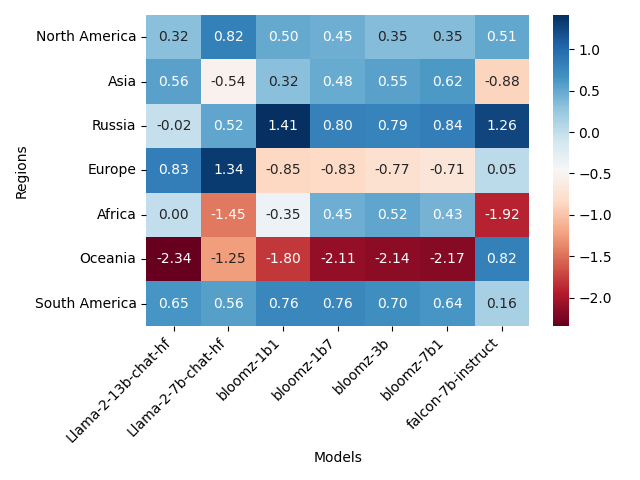 North America 0.32 0.82 0.50 0.45 0.35 0.35 0.51
Asia 0.56 -0.54 0.32 0.48 0.55 0.62 -0.88
Russia -0.02 0.52 1.41 0.80 0.79 0.84 1.26
Europe 0.83 1.34 -0.85 -0.83 -0.77 -0.71 0.05
Africa 0.00 -1.45 -0.35 0.45 0.52 0.43 -1.92
Oceania -2.34 -1.25 -1.80 -2.11 -2.14 -2.17 0.82
South America 0.65 0.56 0.76 0.76 0.70 0.64 0.16
Regions
Llama-2-13b-chat-hf
Llama-2-7b-chat-hf
bloomz-1b1
bloomz-1b7
bloomz-3b
bloomz-7b1
falcon-7b-instruct
Models
1.0
0.5
0.0
−0.5
−1.0
−1.5
−2.0